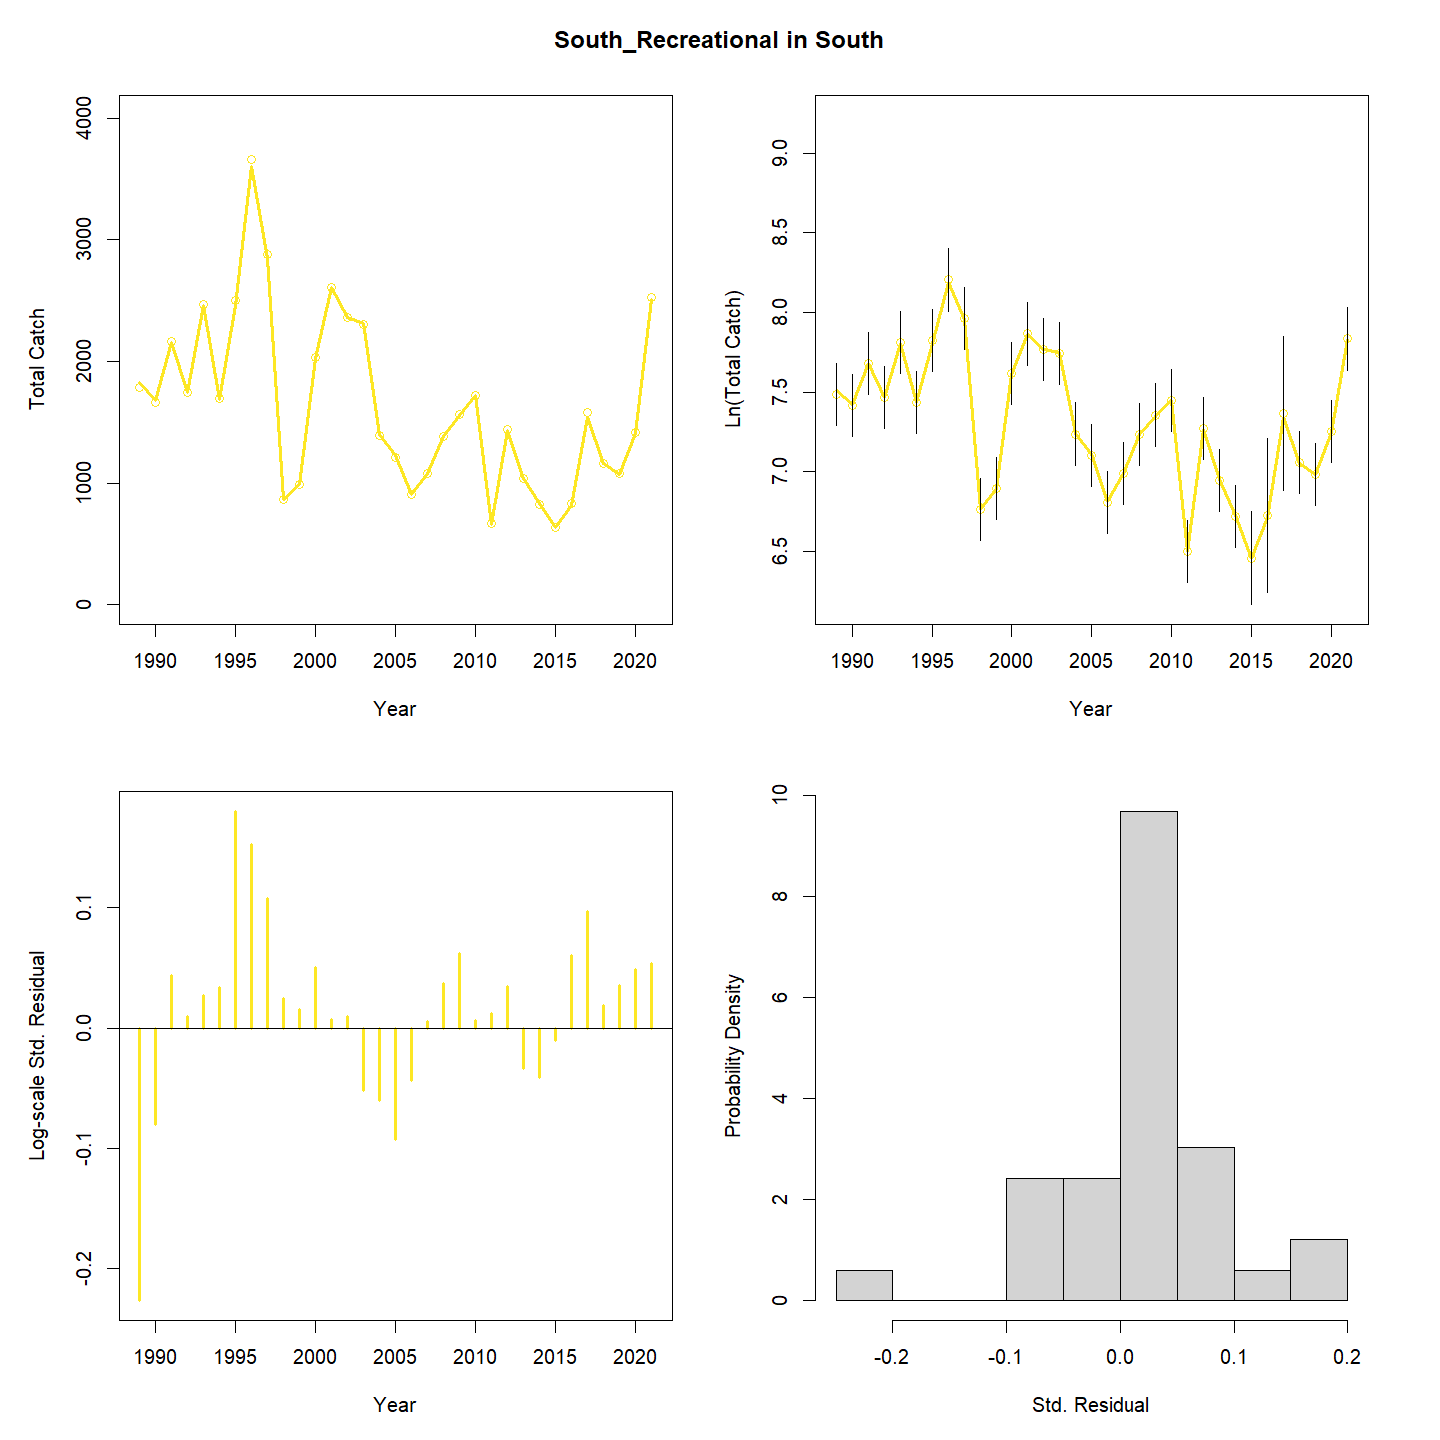 South_Recreational in South
Total Catch
4000
3000
2000
1000
0
1990 1995 2000 2005 2010 2015 2020
Year
Ln(Total Catch)
9.0
8.5
8.0
7.5
7.0
6.5
1990 1995 2000 2005 2010 2015 2020
Year
Log-scale Std. Residual
0.1
0.0
-0.1
-0.2
1990 1995 2000 2005 2010 2015 2020
Year
Probability Density
10
8
6
4
2
0
-0.2 -0.1 0.0 0.1 0.2
Std. Residual